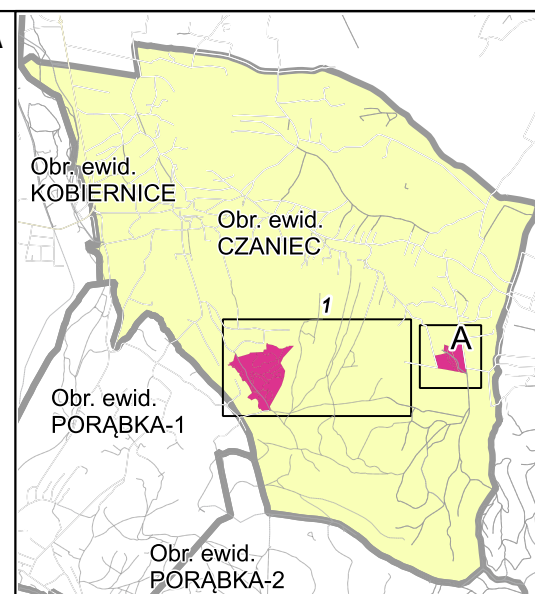 Obr. ewid.
KOBIERNICE
Obr. ewid.
CZANIEC
1
A
Obr. ewid.
PORĄBKA-1
Obr. ewid.
PORĄBKA-2